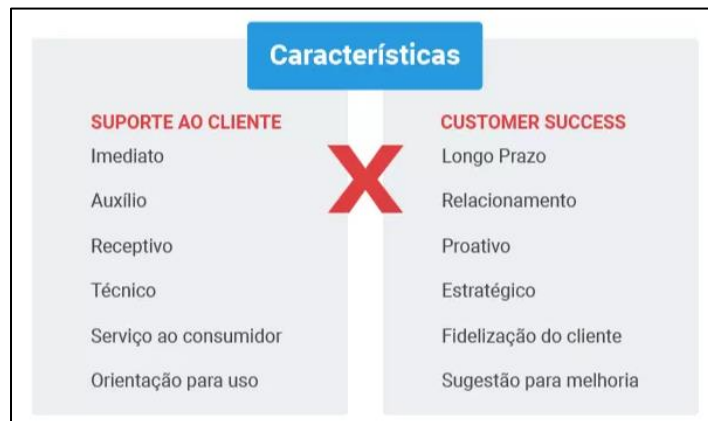 Características
SUPORTE AO CLIENTE
Imediato
Auxílio
Receptivo
Técnico
Serviço ao consumidor
Orientação para uso
X
CUSTOMER SUCCESS
Longo Prazo
Relacionamento
Proativo
Estratégico
Fidelização do cliente
Sugestão para melhoria